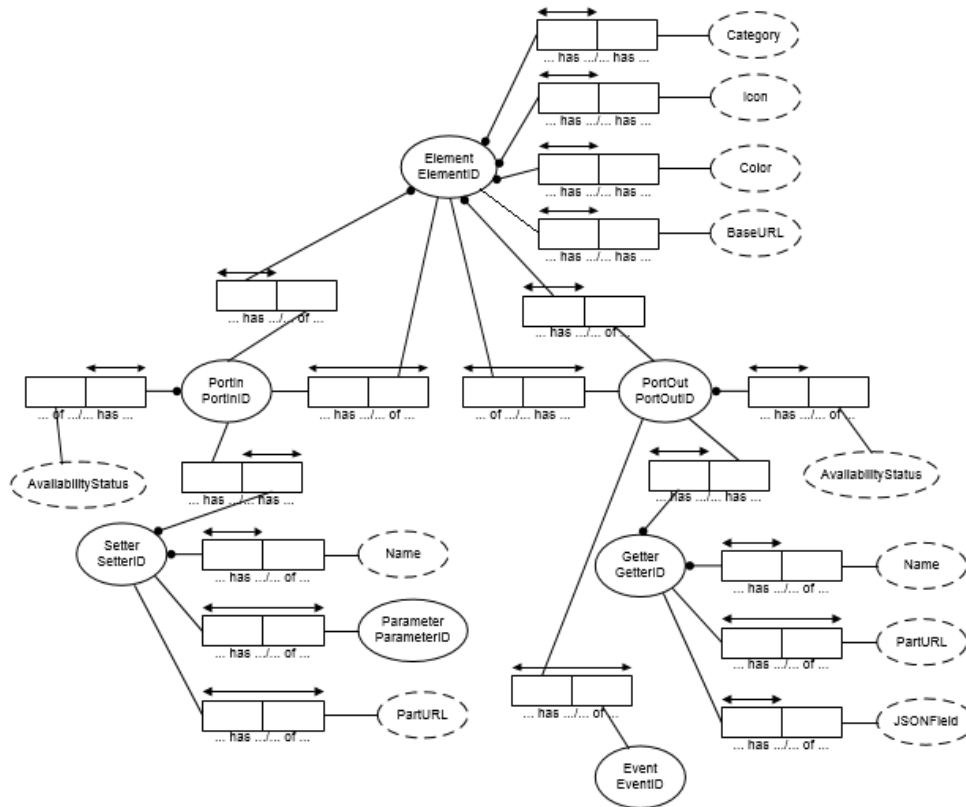 Category
... has .../... has ...
Icon
... has .../... has ...
Element
ElementID
Color
... has .../... has ...
BaseURL
... has .../... has ...
... has .../... of ...
... has .../... of ...
PortIn
PortInID
PortOut
PortOutID
... of .../... has ...
... has .../... of ...
... of .../... has ...
... has .../... of ...
AvailabilityStatus
... has .../... has ...
... has .../... has ...
AvailabilityStatus
Setter
SetterID
Name
... has .../... of ...
Getter
GetterID
Name
... has .../... of ...
Parameter
ParameterID
... has .../... of ...
PartURL
... has .../... of ...
PartURL
... has .../... of ...
... has .../... of ...
JSONField
... has .../... of ...
Event
EventID